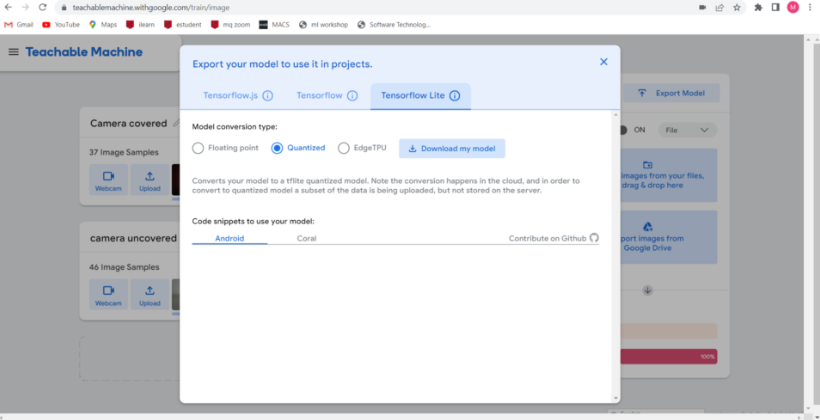 teachablemachine.withgoogle.com/train/image
M
Gmail YouTube Maps ilearn estudent mq zoom MACS ml workshop Software Technolog...
Teachable Machine
Export your model to use it in projects.
Export Model
Tensorflow.js Tensorflow Tensorflow Lite
Camera covered
Model conversion type:
ON File
37 Image Samples
Floating point Quantized EdgeTPU Download my model
Webcam Upload
images from your files,
drag & drop here
Converts your model to a tflite quantized model. Note the conversion happens in the cloud, and in order to
convert to quantized model a subset of the data is being uploaded, but not stored on the server.
Code snippets to use your model:
camera uncovered
Android Coral Contribute on Github
port images from
Google Drive
46 Image Samples
Webcam Upload
100%